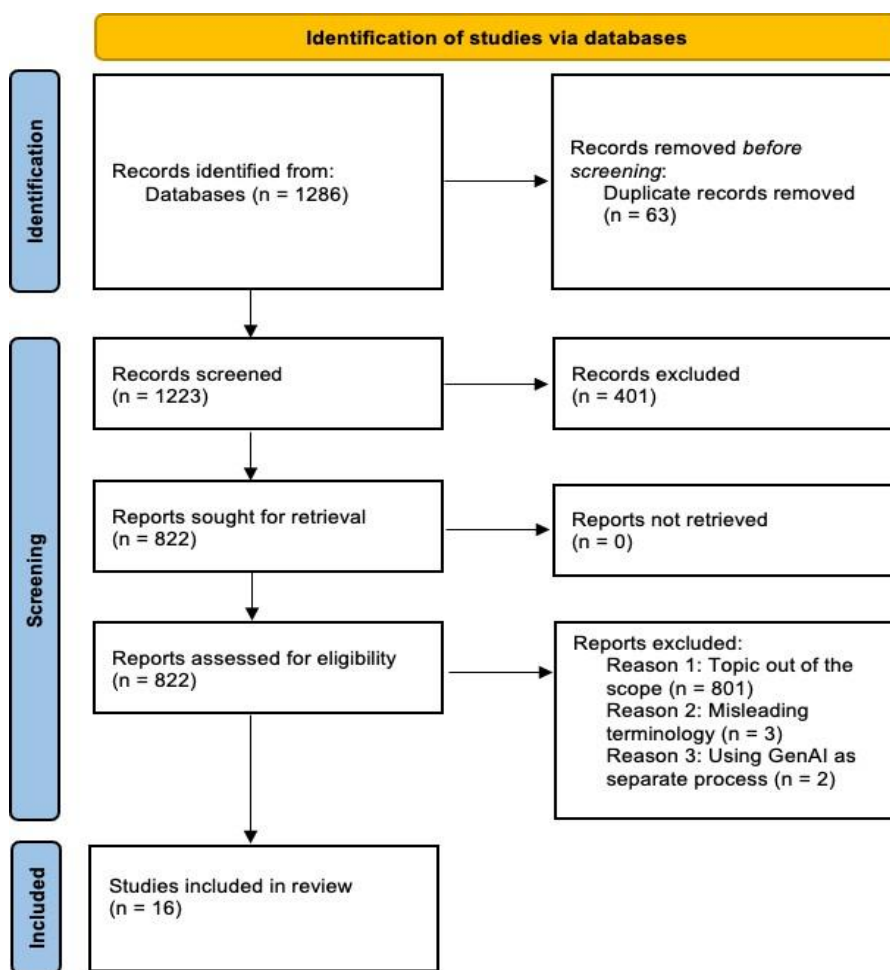 Identification of studies via databases
Identification
Records identified from:
Databases (n = 1286)
Records removed before
screening:
Duplicate records removed
(n = 63)
Screening
Records screened
(n = 1223)
Records excluded
(n = 401)
Reports sought for retrieval
(n = 822)
Reports not retrieved
(n = 0)
Reports assessed for eligibility
(n = 822)
Reports excluded:
Reason 1: Topic out of the
scope (n = 801)
Reason 2: Misleading
terminology (n = 3)
Reason 3: Using GenAI as
separate process (n = 2)
Included
Studies included in review
(n = 16)